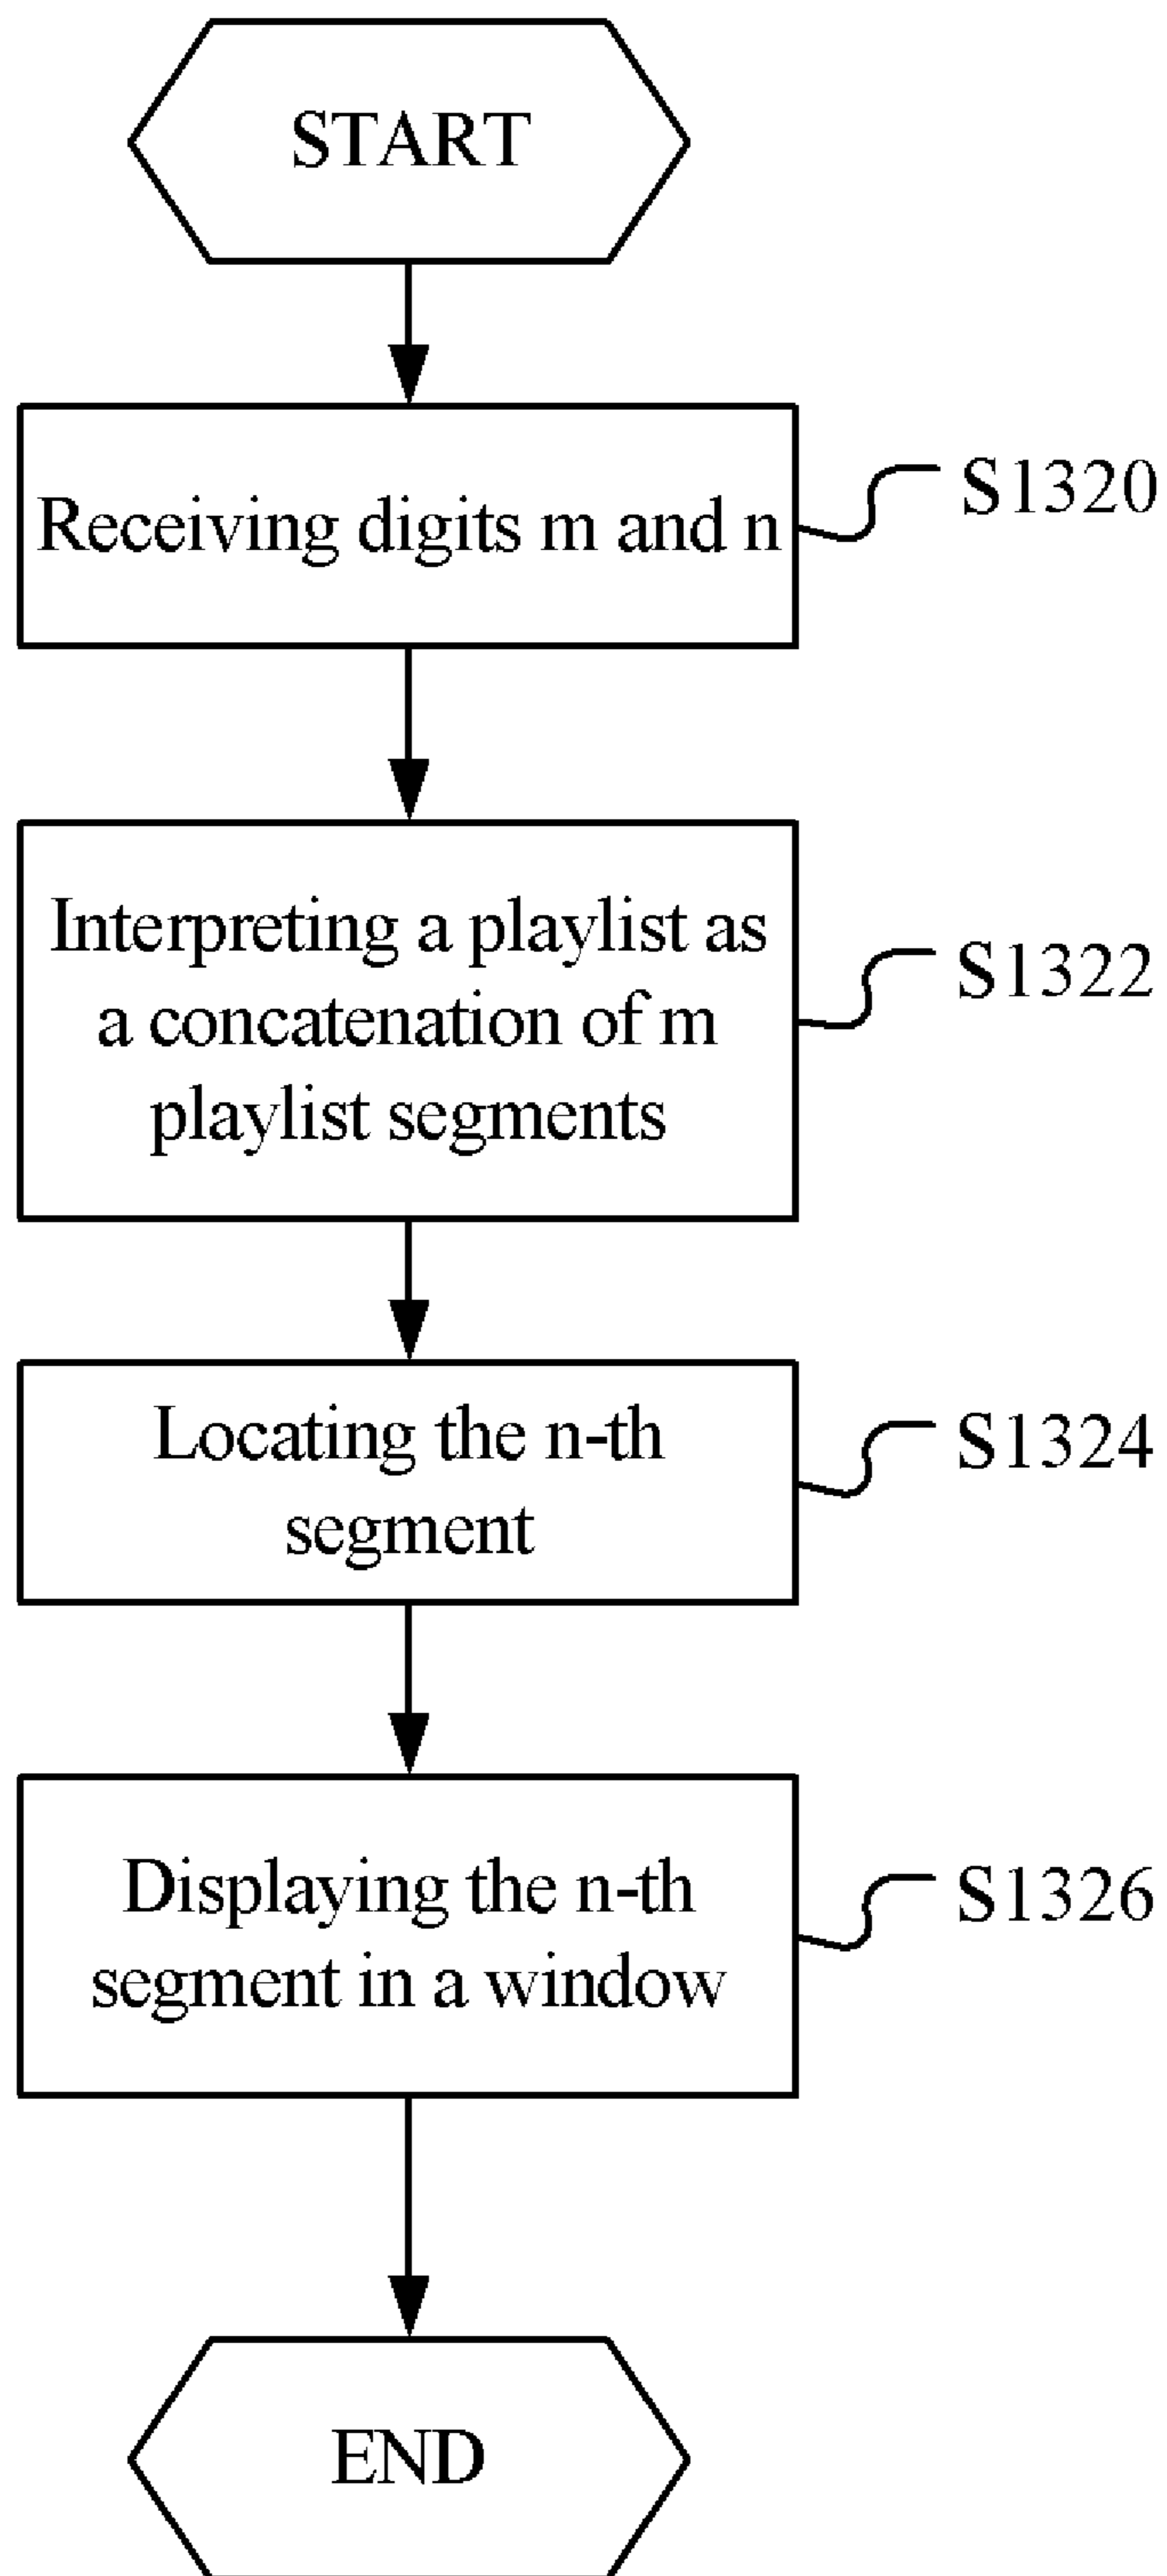 START
Receiving digits m and n
S1320
Interpreting a playlist as
a concatenation of m
playlist segments
S1322
Locating the n-th
segment
S1324
Displaying the n-th
segment in a window
S1326
END